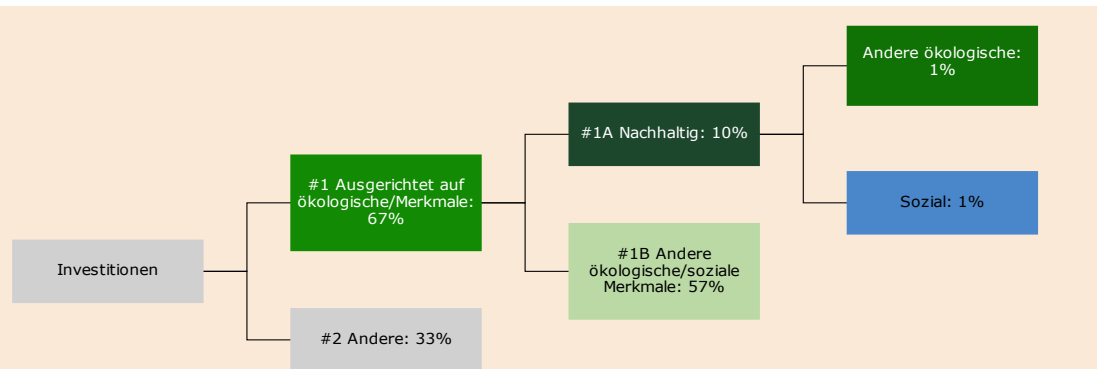 Investitionen
#1 Ausgerichtet auf
ökologische/Merkmale:
67%
#2 Andere: 33%
#1A Nachhaltig: 10%
#1B Andere
ökologische/soziale
Merkmale: 57%
Andere ökologische:
1%
Sozial: 1%